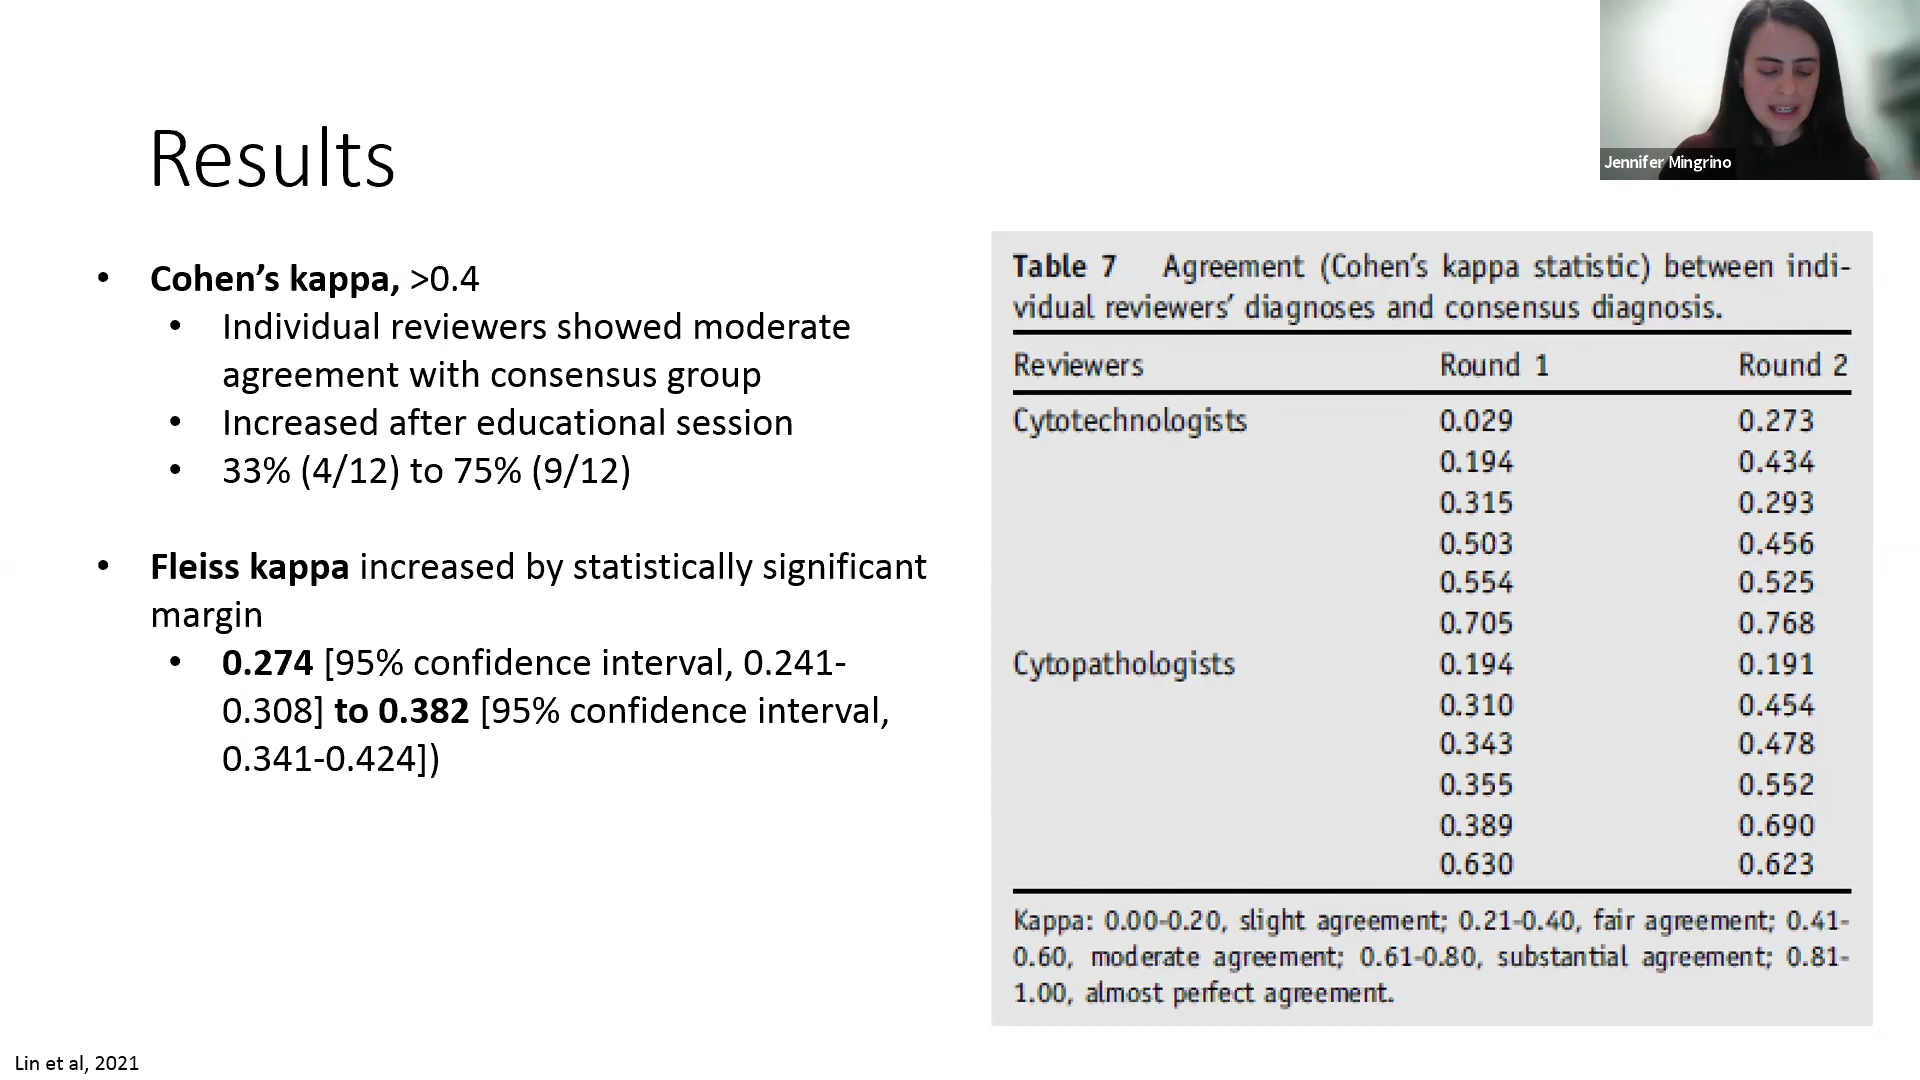 Jennifer Mingrino
Results
• Cohen’s kappa, >0.4
• Individual reviewers showed moderate
agreement with consensus group
• Increased after educational session
• 33% (4/12) to 75% (9/12)
• Fleiss kappa increased by statistically significant
margin
• 0.274 [95% confidence interval, 0.241-
0.308] to 0.382 [95% confidence interval,
0.341-0.424])
Table 7 Agreement (Cohen’s kappa statistic) between indi-
vidual reviewers’ diagnoses and consensus diagnosis.
Reviewers Round 1 Round 2
Cytotechnologists 0.029 0.273
0.194 0.434
0.315 0.293
0.503 0.456
0.554 0.525
0.705 0.768
Cytopathologists 0.194 0.191
0.310 0.454
0.343 0.478
0.355 0.552
0.389 0.690
0.630 0.623
Kappa: 0.00-0.20, slight agreement; 0.21-0.40, fair agreement; 0.41-
0.60, moderate agreement; 0.61-0.80, substantial agreement; 0.81-
1.00, almost perfect agreement.
Lin et al, 2021